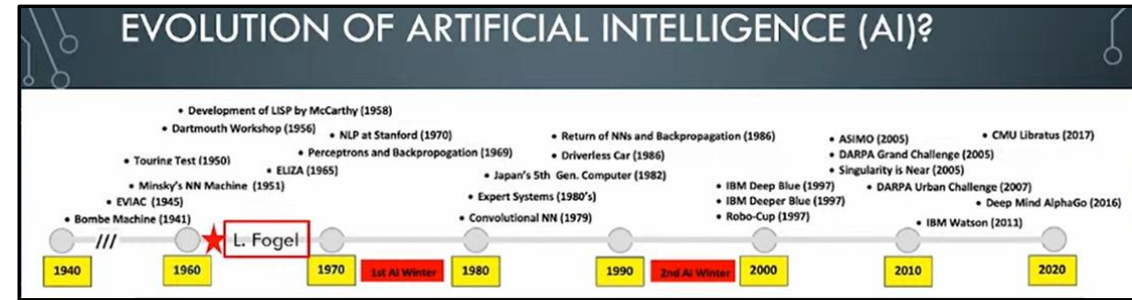 EVOLUTION OF ARTIFICIAL INTELLIGENCE (AI)?
• Development of LISP by McCarthy (1958)
• Dartmouth Workshop (1956)
• NLP at Stanford (1970)
• Return of NNs and Backpropagation (1986)
• ASIMO (2005)
• CMU Libratus (2017)
• Touring Test (1950)
• Perceptrons and Backpropogation (1969)
• Driverless Car (1986)
• DARPA Grand Challenge (2005)
• ELIZA (1965)
• Japan's 5th Gen. Computer (1982)
• Singularity is Near (2005)
• Minsky's NN Machine (1951)
• IBM Deep Blue (1997)
• DARPA Urban Challenge (2007)
• EVIAC (1945)
• Expert Systems (1980's)
• IBM Deeper Blue (1997)
• Deep Mind AlphaGo (2016)
• Bombe Machine (1941)
• Convolutional NN (1979)
• Robo-Cup (1997)
• IBM Watson (2011)
///
L. Fogel
1940
1960
1970
1st AI Winter
1980
1990
2nd AI Winter
2000
2010
2020